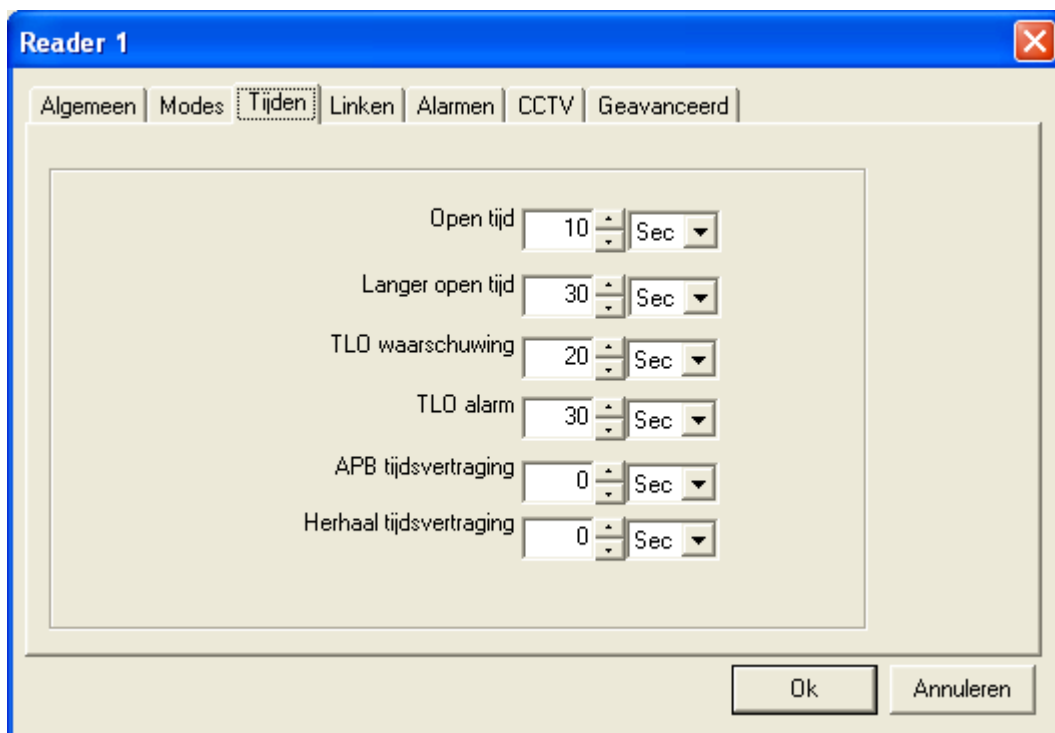 Reader 1
Algemeen Modes Tijden Linken Alarmen CCTV Geavanceerd
Open tijd 10 Sec
Langer open tijd 30 Sec
TLO waarschuwing 20 Sec
TLO alarm 30 Sec
APB tijdsvertraging 0 Sec
Herhaal tijdsvertraging 0 Sec
Ok Annuleren